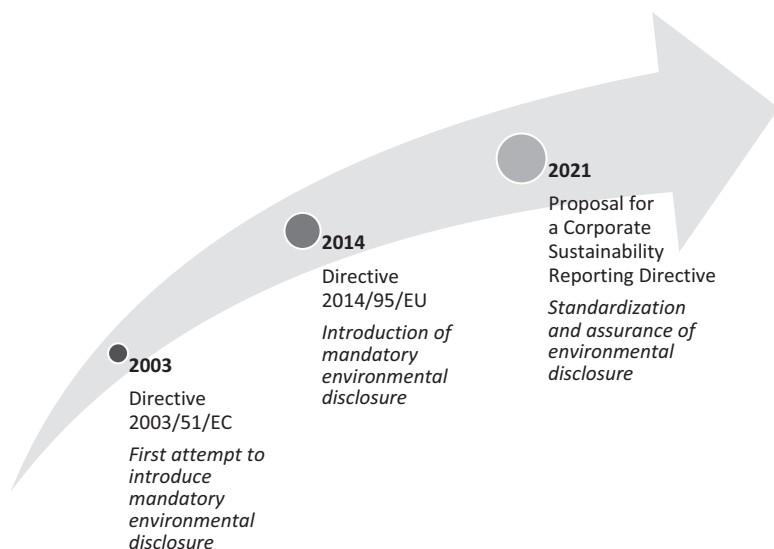 2021
Proposal for
a Corporate
Sustainability
Reporting Directive
Standardization
and assurance of
environmental
disclosure
2014
Directive
2014/95/EU
Introduction of
mandatory
environmental
disclosure
2003
Directive
2003/51/EC
First attempt to
introduce
mandatory
environmental
disclosure